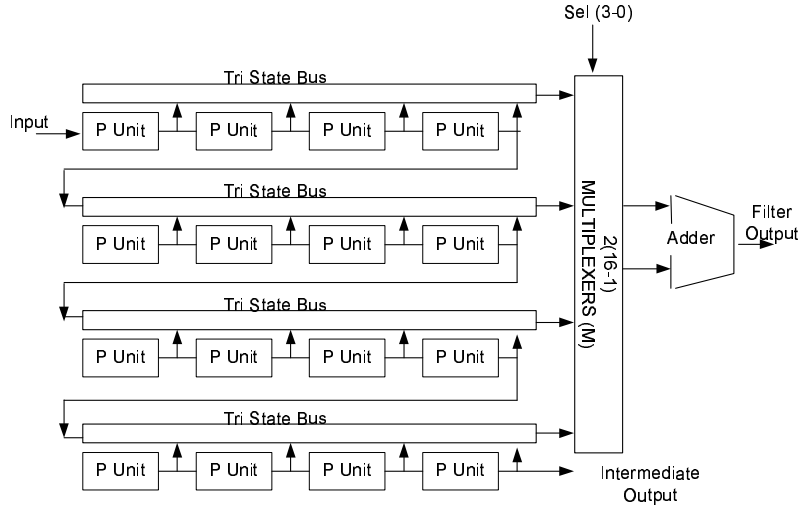 Sel (3-0)
Tri State Bus
Input
P Unit P Unit P Unit P Unit
Tri State Bus
P Unit P Unit P Unit P Unit
2(16-1)
MULTIPLEXERS (M)
Adder
Filter
Output
Tri State Bus
P Unit P Unit P Unit P Unit
Tri State Bus
P Unit P Unit P Unit P Unit
Intermediate
Output